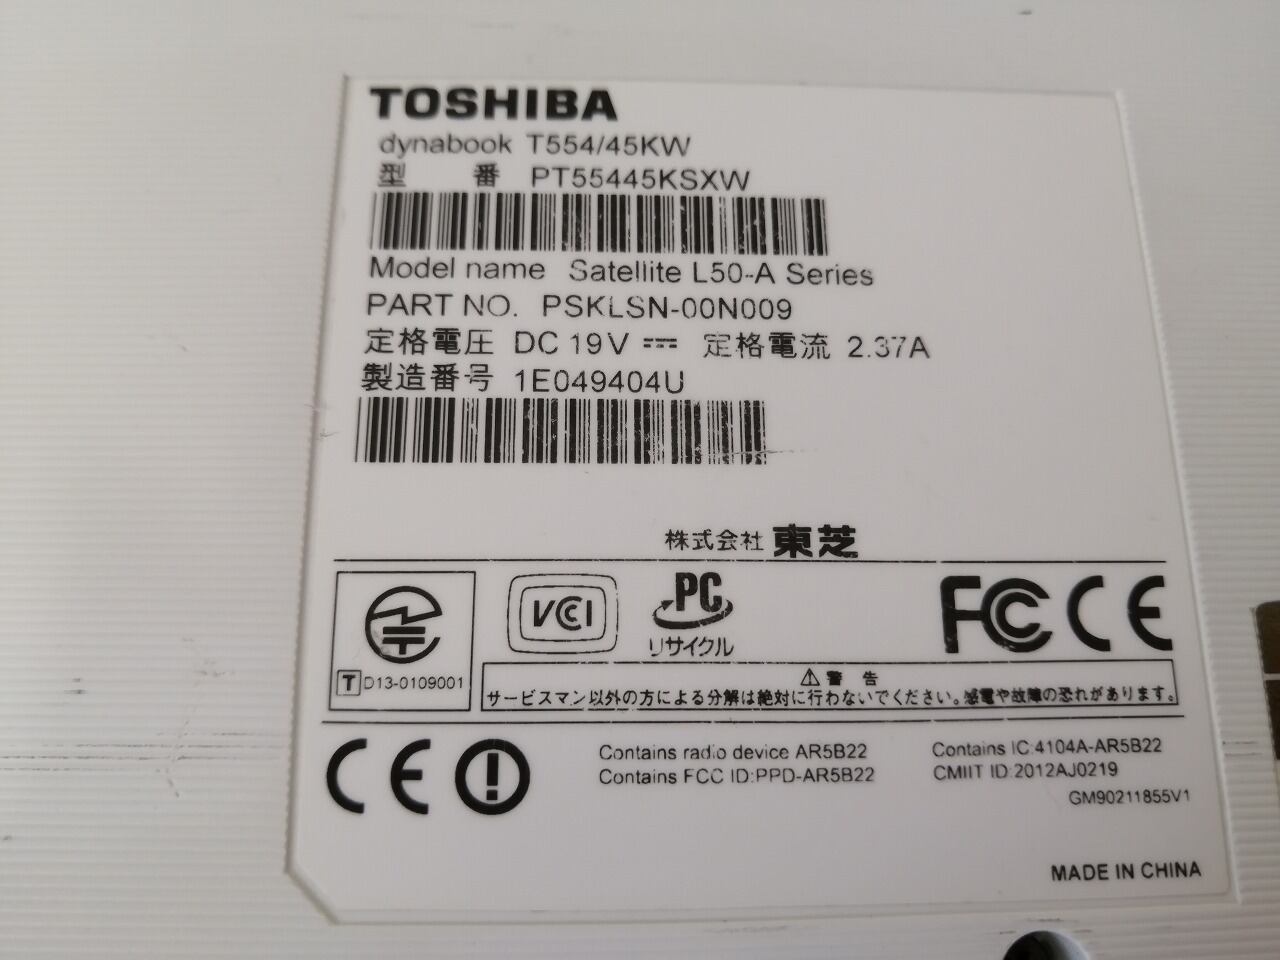 TOSHIBA
dynabook T554/45KW
型 番 PT55445KSXW
Model name Satellite L50-A Series
PART NO. PSKLSN-00N009
定格電圧 DC 19V 定格電流 2.37A
製造番号 1E049404U
株式会社 東芝
VCCI
PC
リサイクル
FC CE
T D13-0109001
⚠ 警 告
サービスマン以外の方による分解は絶対に行わないでください。感電や故障の恐れがあります。
CE
Contains radio device AR5B22
Contains FCC ID:PPD-AR5B22
Contains IC:4104A-AR5B22
CMIIT ID:2012AJ0219
GM90211855V1
MADE IN CHINA